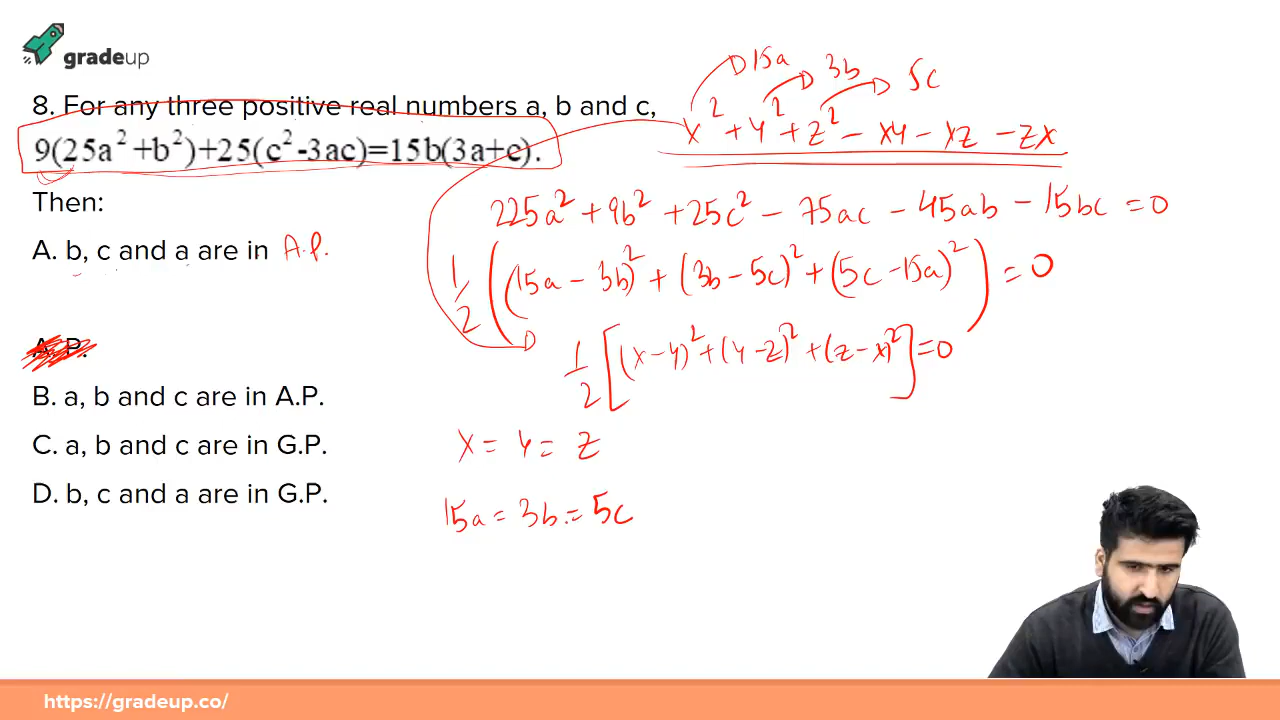 gradeup
8. For any three positive real numbers a, b and c,
9(25a² +b²)+25(c² -3ac)=15b(3a+c).
Then:
A. b, c and a are in A.P.
B. a, b and c are in A.P.
C. a, b and c are in G.P.
D. b, c and a are in G.P.
15a 3b 5c
x² + y² + z² - xy - xz - zx
225a² + 9b² + 25c² - 75ac - 45ab - 15bc = 0
1/2 ((15a - 3b)² + (3b - 5c)² + (5c - 15a)²) = 0
1/2 [(x - y)² + (y - z)² + (z - x)²] = 0
x = y = z
15a = 3b = 5c
https://gradeup.co/